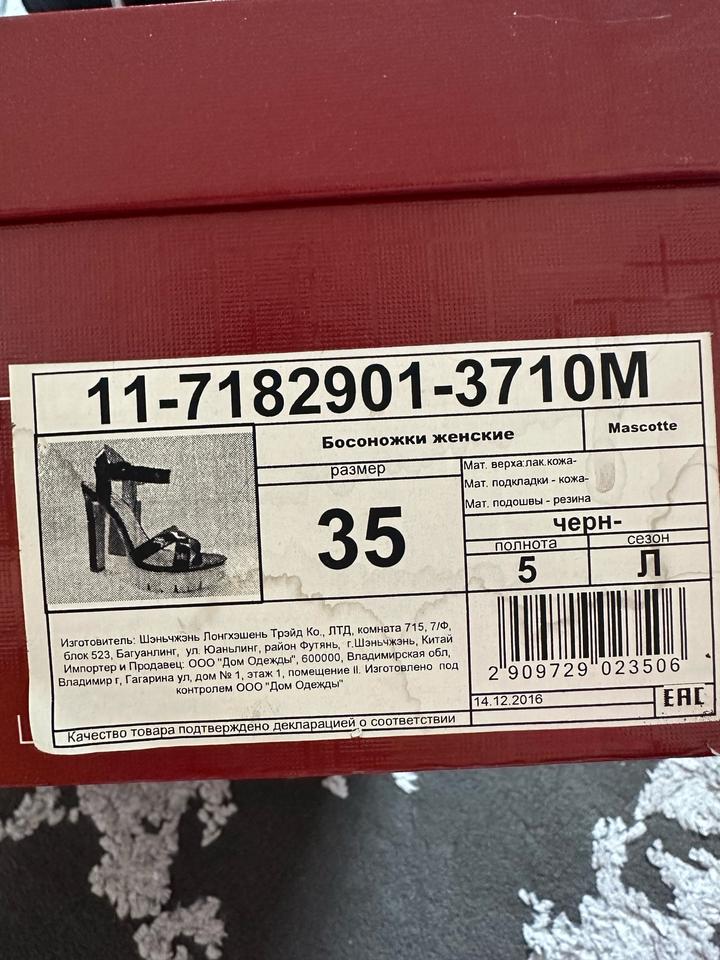 11-7182901-3710М
Босоножки женские
Mascotte
размер
35
Мат. верха:лак.кожа-
Мат. подкладки - кожа-
Мат. подошвы - резина
черн-
полнота
сезон
5
Л
Изготовитель: Шэньчжэнь Лонгхэшень Трэйд Ко., ЛТД, комната 715, 7/Ф,
блок 523, Багуанлинг, ул. Юаньлинг, район Футянь, г.Шэньчжэнь, Китай
Импортер и Продавец: ООО "Дом Одежды", 600000, Владимирская обл,
Владимир г, Гагарина ул, дом № 1, этаж 1, помещение II. Изготовлено под
контролем ООО "Дом Одежды"
2 909729 023506
14.12.2016
EAC
Качество товара подтверждено декларацией о соответствии